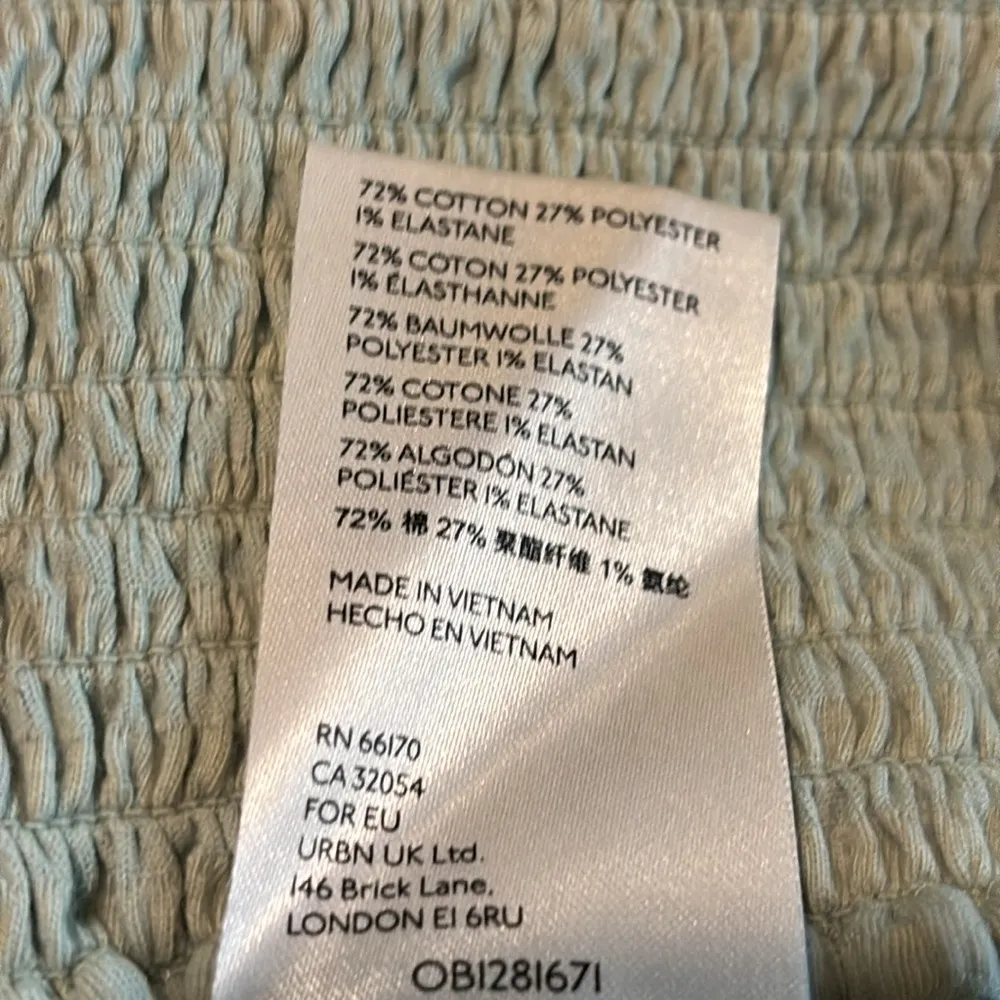 72% COTTON 27% POLYESTER
1% ELASTANE
72% COTON 27% POLYESTER
1% ÉLASTHANNE
72% BAUMWOLLE 27%
POLYESTER 1% ELASTAN
72% COTONE 27%
POLIESTERE 1% ELASTAN
72% ALGODÓN 27%
POLIÉSTER 1% ELASTANE
72% 棉 27% 聚酯纤维 1% 氨纶
MADE IN VIETNAM
HECHO EN VIETNAM
RN 66170
CA 32054
FOR EU
URBN UK Ltd.
146 Brick Lane.
LONDON E1 6RU
OB1281671